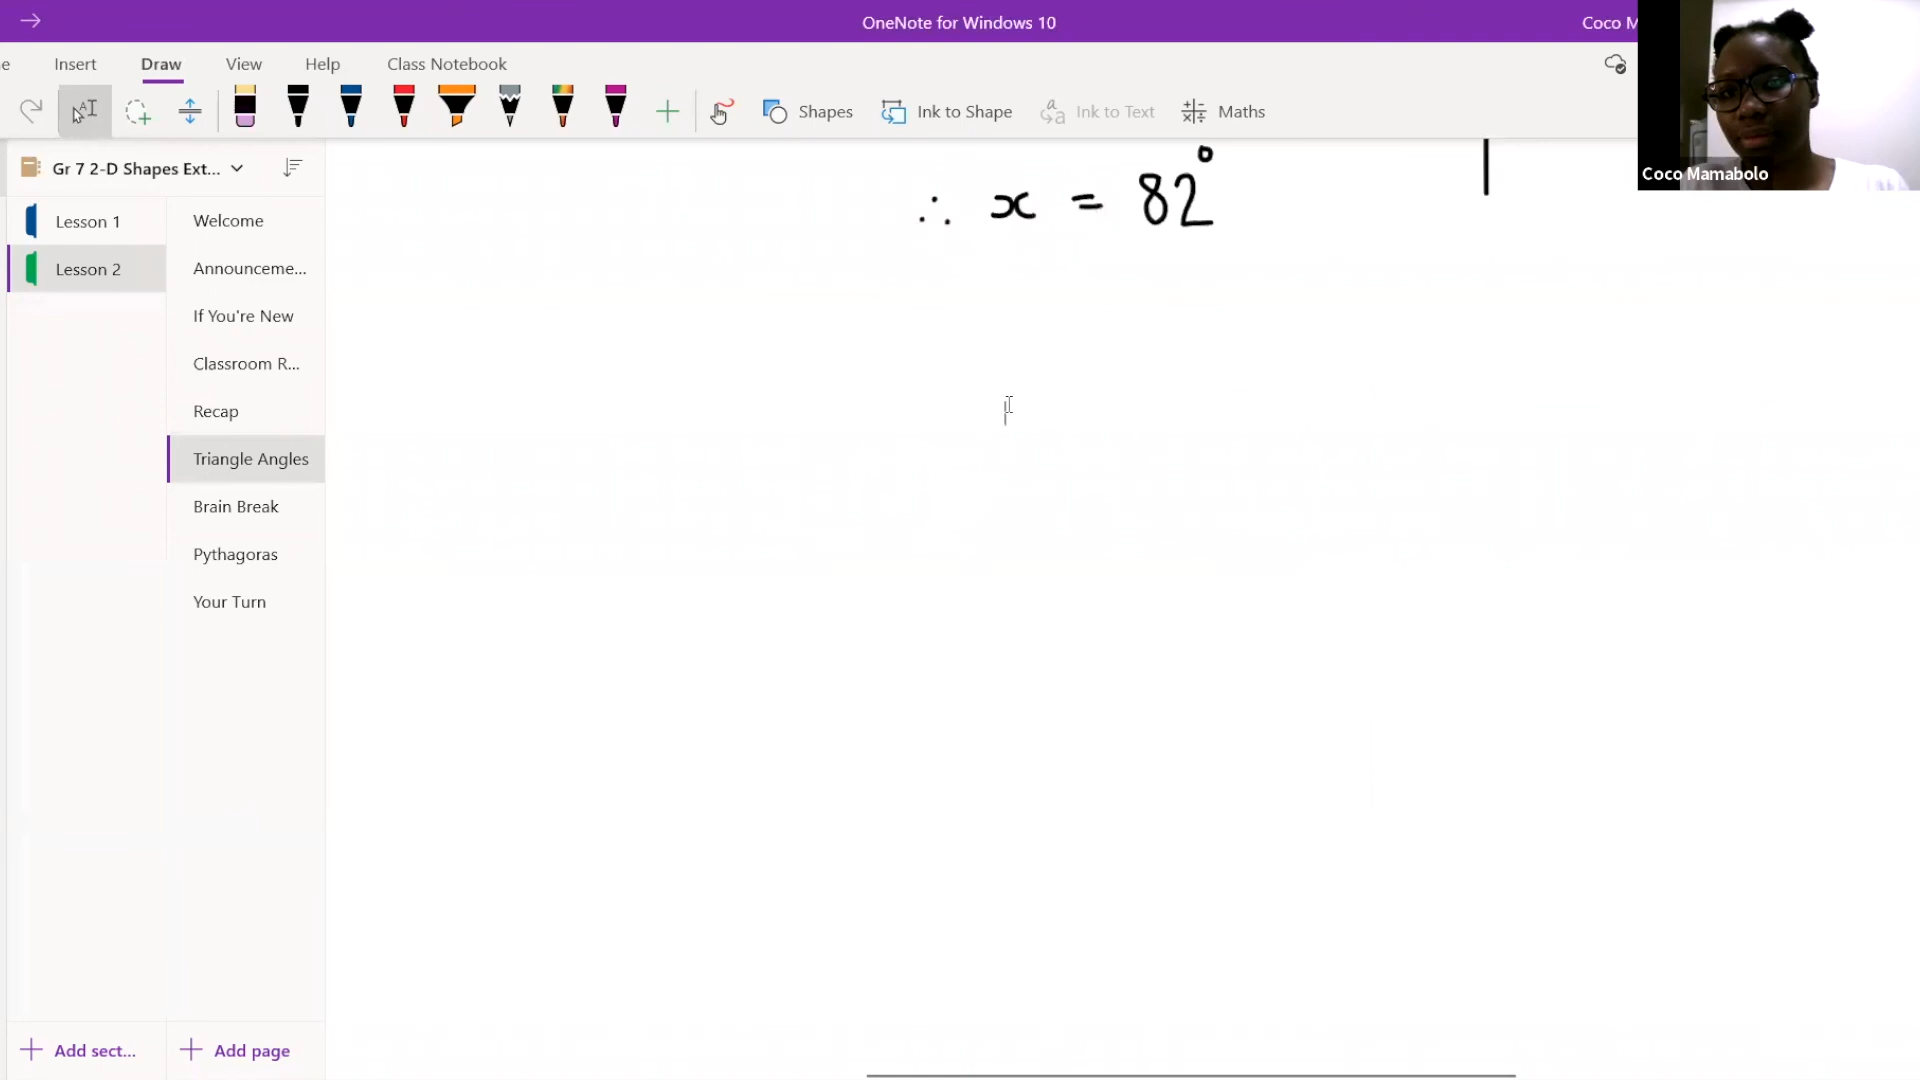 OneNote for Windows 10
Coco M
Insert
Draw
View
Help
Class Notebook
Shapes
Ink to Shape
Ink to Text
Maths
Coco Mamabolo
Gr 7 2-D Shapes Ext...
Lesson 1
Lesson 2
Welcome
Announceme...
If You're New
Classroom R...
Recap
Triangle Angles
Brain Break
Pythagoras
Your Turn
∴ x = 82°
Add sect...
Add page